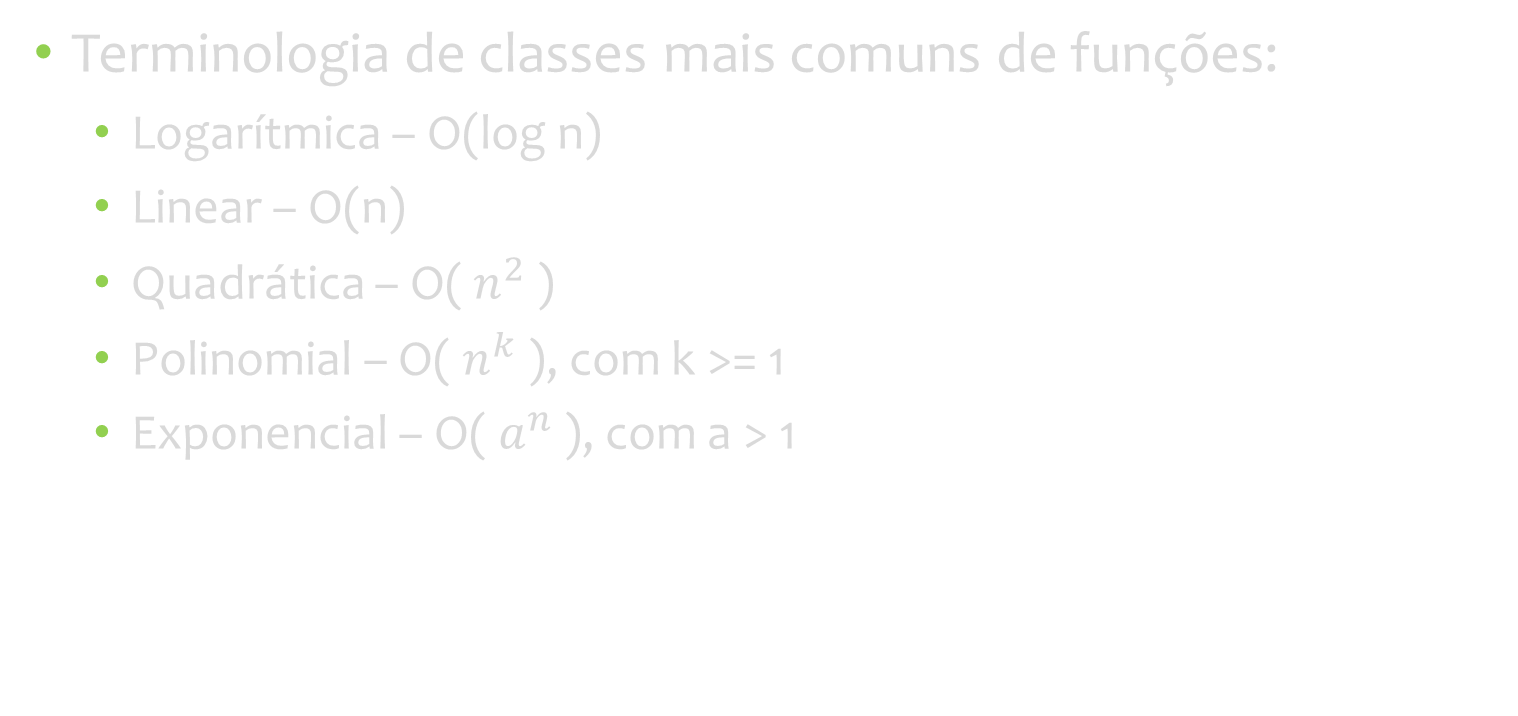 • Terminologia de classes mais comuns de funções:
• Logarítmica – O(log n)
• Linear – O(n)
• Quadrática – O( n² )
• Polinomial – O( nᵏ ), com k >= 1
• Exponencial – O( aⁿ ), com a > 1